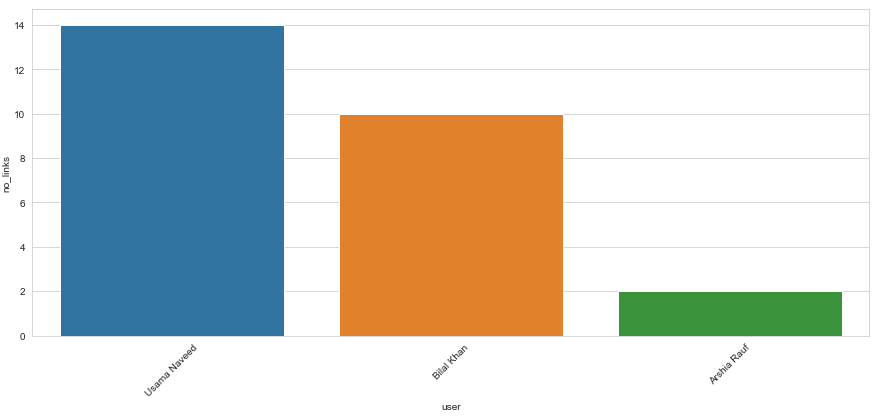 14
12
10
8
6
4
2
0
no_links
Usama Naveed
Bilal Khan
Arshia Rauf
user